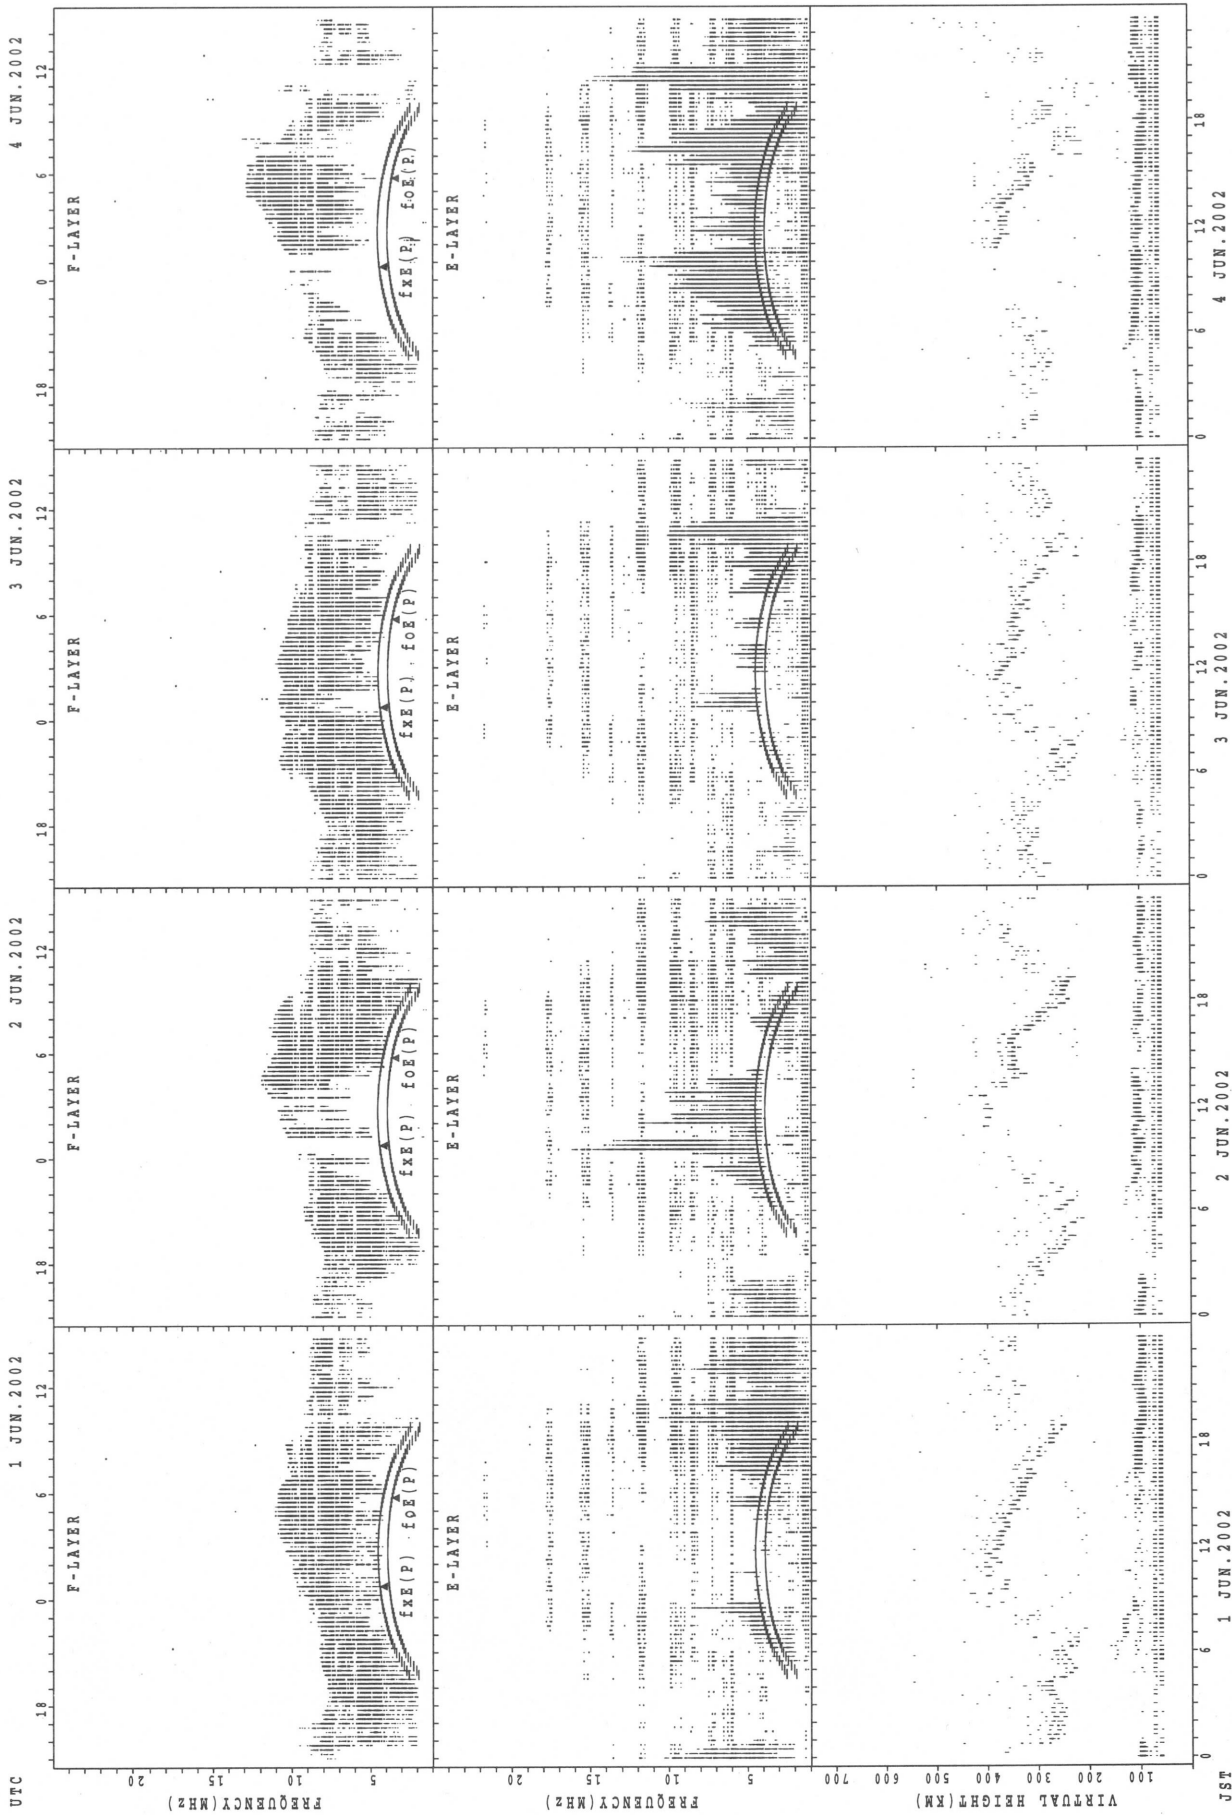 UTC 1 JUN.2002 2 JUN.2002 3 JUN.2002 4 JUN.2002
18 0 6 12 18 0 6 12 18 0 6 12 18 0 6 12
F-LAYER F-LAYER F-LAYER F-LAYER
FREQUENCY(MHz)
20
15
10
5
fxE(P) foE(P) fxE(P) foE(P) fxE(P) foE(P) fxE(P) foE(P)
E-LAYER E-LAYER E-LAYER E-LAYER
FREQUENCY(MHz)
20
15
10
5
VIRTUAL HEIGHT(KM)
700
600
500
400
300
200
100
0 6 12 18 0 6 12 18 0 6 12 18 0 6 12 18
JST 1 JUN.2002 2 JUN.2002 3 JUN.2002 4 JUN.2002